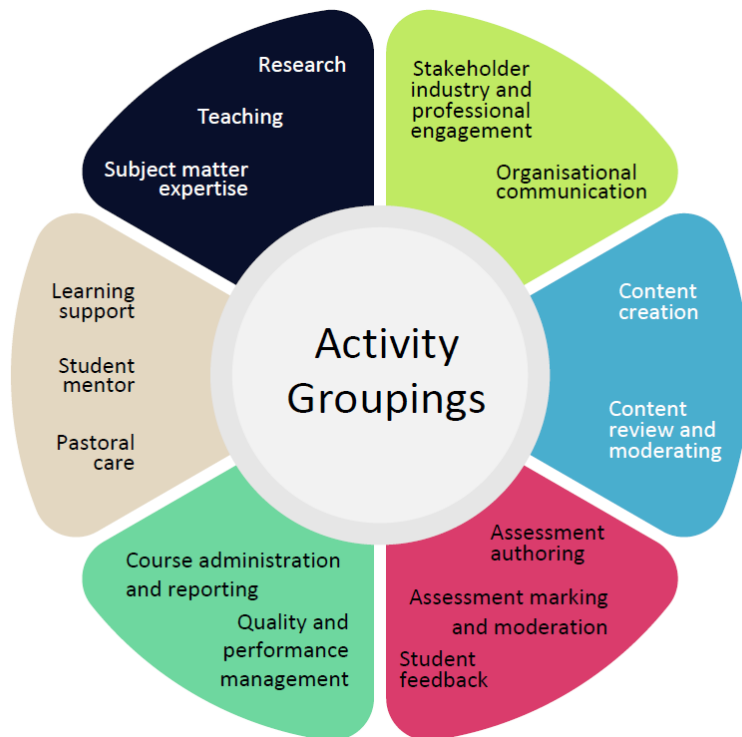 Activity
Groupings
Research
Teaching
Subject matter
expertise
Stakeholder
industry and
professional
engagement
Organisational
communication
Content
creation
Content
review and
moderating
Assessment
authoring
Assessment marking
and moderation
Student
feedback
Course administration
and reporting
Quality and
performance
management
Learning
support
Student
mentor
Pastoral
care